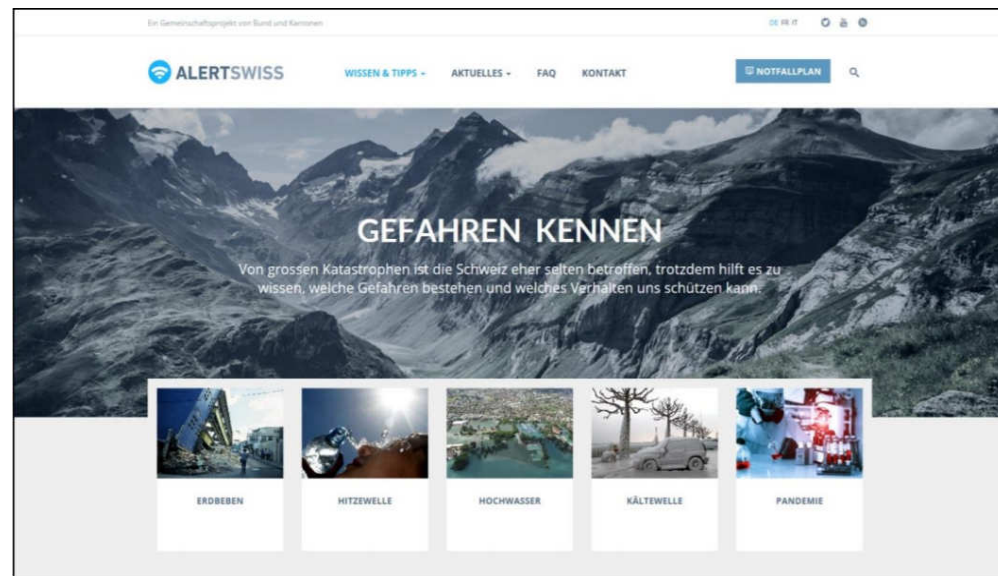 Ein Gemeinschaftsprojekt von Bund und Kantonen
DE FR IT
ALERTSWISS
WISSEN & TIPPS
AKTUELLES
FAQ
KONTAKT
NOTFALLPLAN
GEFAHREN KENNEN
Von grossen Katastrophen ist die Schweiz eher selten betroffen, trotzdem hilft es zu
wissen, welche Gefahren bestehen und welches Verhalten uns schützen kann.
ERDBEBEN
HITZEWELLE
HOCHWASSER
KÄLTEWELLE
PANDEMIE